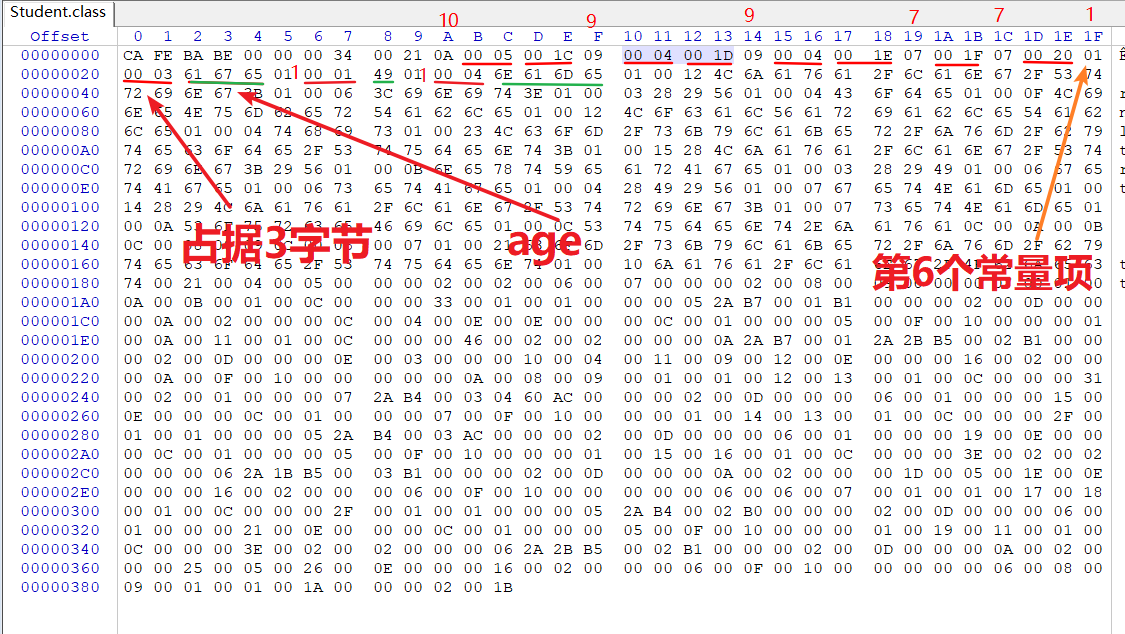 Student.class
10 9 9 7 7 1
Offset 0 1 2 3 4 5 6 7 8 9 A B C D E F 10 11 12 13 14 15 16 17 18 19 1A 1B 1C 1D 1E 1F
00000000 CA FE BA BE 00 00 00 34 00 21 0A 00 05 00 1C 09 00 04 00 1D 09 00 04 00 1E 07 00 1F 07 00 20 01 Ê
00000020 00 03 61 67 65 01 1 00 01 49 01 1 00 04 6E 61 6D 65 01 00 12 4C 6A 61 76 61 2F 6C 61 6E 67 2F 53 74
00000040 72 69 6E 67 3B 01 00 06 3C 69 6E 69 74 3E 01 00 03 28 29 56 01 00 04 43 6F 64 65 01 00 0F 4C 69 r
00000060 6E 65 4E 75 6D 62 65 72 54 61 62 6C 65 01 00 12 4C 6F 63 61 6C 56 61 72 69 61 62 6C 65 54 61 62
00000080 6C 65 01 00 04 74 68 69 73 01 00 23 4C 63 6F 6D 2F 73 6B 79 6C 61 6B 65 72 2F 6A 76 6D 2F 62 79 l
000000A0 74 65 63 6F 64 65 2F 53 74 75 64 65 6E 74 3B 01 00 15 28 4C 6A 61 76 61 2F 6C 61 6E 67 2F 53 74 t
000000C0 72 69 6E 67 3B 29 56 01 00 0B 6E 65 78 74 59 65 61 72 41 67 65 01 00 03 28 29 49 01 00 06 67 65 r
000000E0 74 41 67 65 01 00 06 73 65 74 41 67 65 01 00 04 28 49 29 56 01 00 07 67 65 74 4E 61 6D 65 01 00 t
00000100 14 28 29 4C 6A 61 76 61 2F 6C 61 6E 67 2F 53 74 72 69 6E 67 3B 01 00 07 73 65 74 4E 61 6D 65 01
00000120 00 0A 53 6F 75 72 63 65 46 69 6C 65 01 00 0C 53 74 75 64 65 6E 74 2E 6A 61 76 61 0C 00 0A 00 0B
占据3字节
age
00000140 0C 00 00 07 01 00 21 6D 2F 73 6B 79 6C 61 6B 65 72 2F 6A 76 6D 2F 62 79
00000160 74 65 63 6F 64 65 2F 53 74 75 64 65 6E 74 01 00 10 6A 61 76 61 2F 6C 61 63 t
第6个常量项
00000180 74 00 21 00 04 00 05 00 00 00 02 00 02 00 06 00 07 00 00 00 02 00 08 00 t
000001A0 0A 00 0B 00 01 00 0C 00 00 00 33 00 01 00 01 00 00 00 05 2A B7 00 01 B1 00 00 00 02 00 0D 00 00
000001C0 00 0A 00 02 00 00 00 0C 00 04 00 0E 00 0E 00 00 00 0C 00 01 00 00 00 05 00 0F 00 10 00 00 00 01
000001E0 00 0A 00 11 00 01 00 0C 00 00 00 46 00 02 00 02 00 00 00 0A 2A B7 00 01 2A 2B B5 00 02 B1 00 00
00000200 00 02 00 0D 00 00 00 0E 00 03 00 00 00 10 00 04 00 11 00 09 00 12 00 0E 00 00 00 16 00 02 00 00
00000220 00 0A 00 0F 00 10 00 00 00 00 00 0A 00 08 00 09 00 01 00 01 00 12 00 13 00 01 00 0C 00 00 00 31
00000240 00 02 00 01 00 00 00 07 2A B4 00 03 04 60 AC 00 00 00 02 00 0D 00 00 00 06 00 01 00 00 00 15 00
00000260 0E 00 00 00 0C 00 01 00 00 00 07 00 0F 00 10 00 00 00 01 00 14 00 13 00 01 00 0C 00 00 00 2F 00
00000280 01 00 01 00 00 00 05 2A B4 00 03 AC 00 00 00 02 00 0D 00 00 00 06 00 01 00 00 00 19 00 0E 00 00
000002A0 00 0C 00 01 00 00 00 05 00 0F 00 10 00 00 00 01 00 15 00 16 00 01 00 0C 00 00 00 3E 00 02 00 02
000002C0 00 00 00 06 2A 1B B5 00 03 B1 00 00 00 02 00 0D 00 00 00 0A 00 02 00 00 00 1D 00 05 00 1E 00 0E
000002E0 00 00 00 16 00 02 00 00 00 06 00 0F 00 10 00 00 00 00 00 06 00 06 00 07 00 01 00 01 00 17 00 18
00000300 00 01 00 0C 00 00 00 2F 00 01 00 01 00 00 00 05 2A B4 00 02 B0 00 00 00 02 00 0D 00 00 00 06 00
00000320 01 00 00 00 21 00 0E 00 00 00 0C 00 01 00 00 00 05 00 0F 00 10 00 00 00 01 00 19 00 11 00 01 00
00000340 0C 00 00 00 3E 00 02 00 02 00 00 00 06 2A 2B B5 00 02 B1 00 00 00 02 00 0D 00 00 00 0A 00 02 00
00000360 00 00 25 00 05 00 26 00 0E 00 00 00 16 00 02 00 00 00 06 00 0F 00 10 00 00 00 00 00 06 00 08 00
00000380 09 00 01 00 01 00 1A 00 00 00 02 00 1B